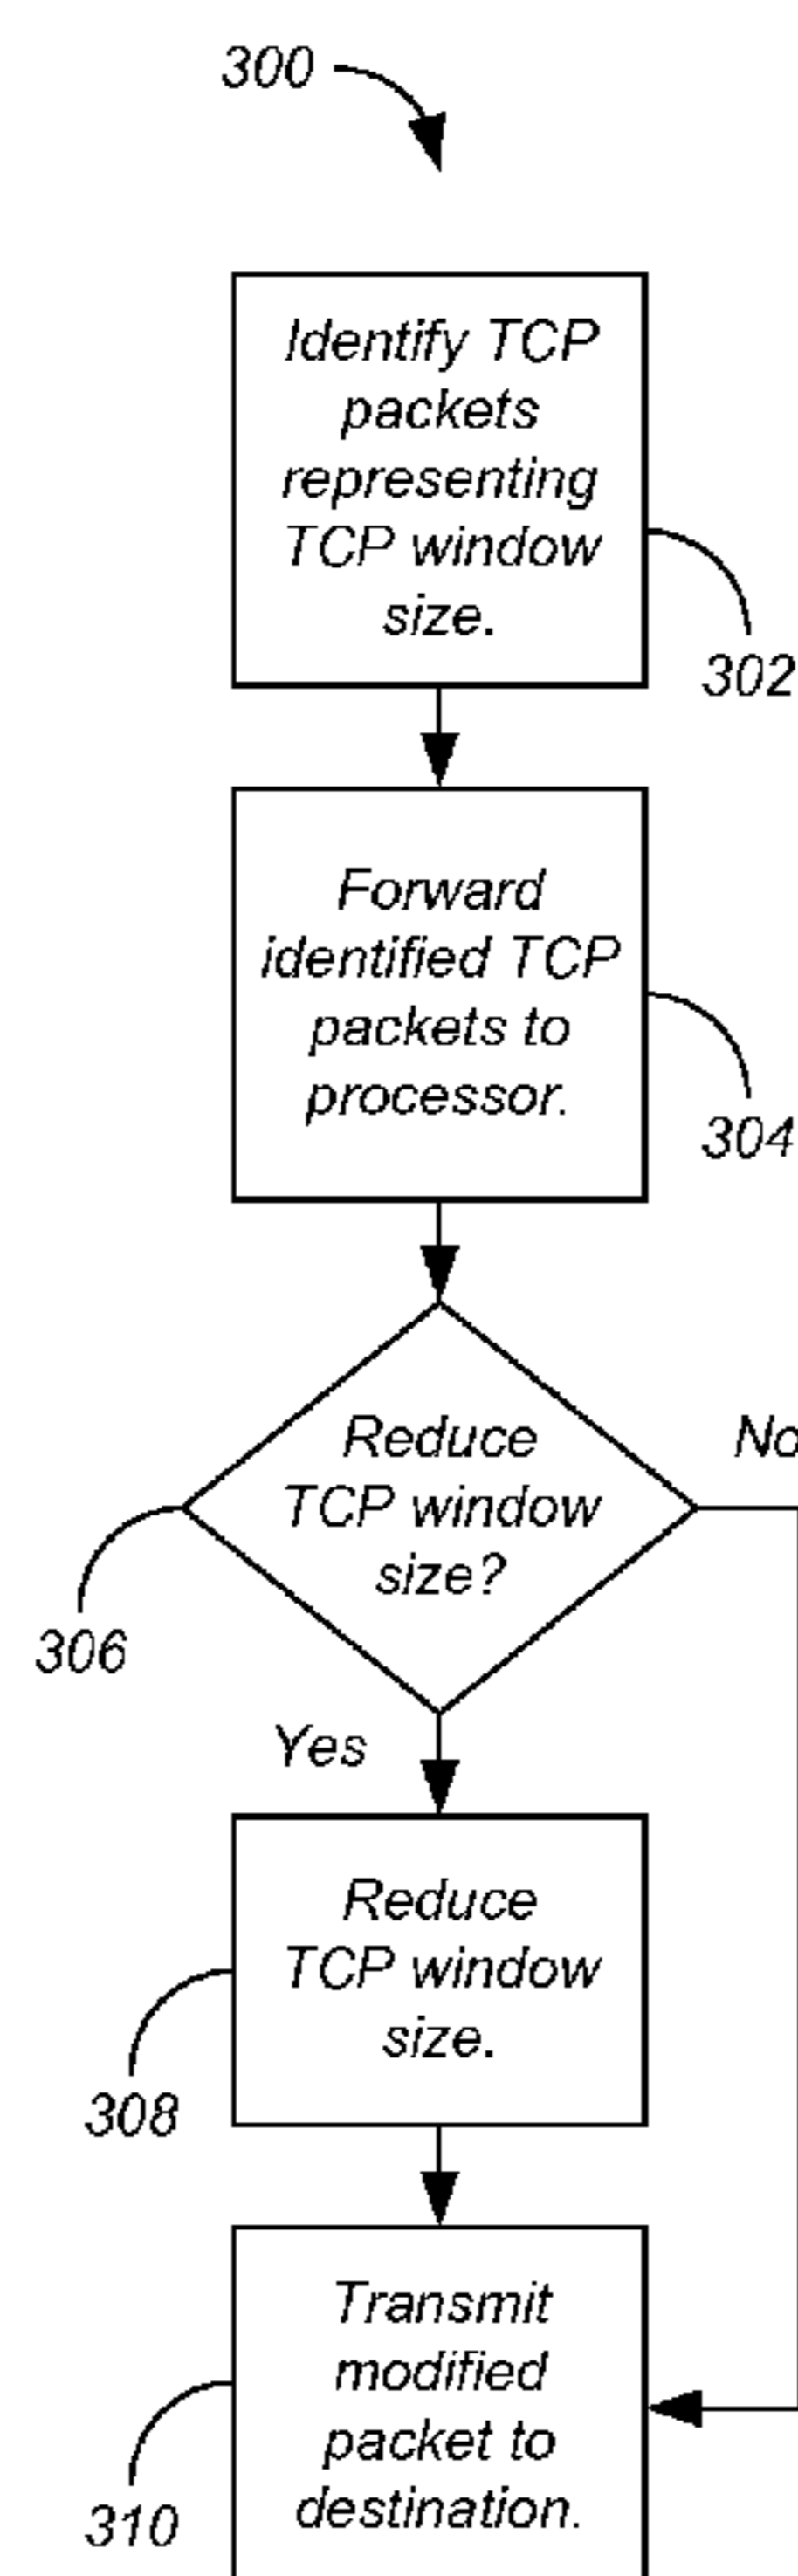 300
Identify TCP
packets
representing
TCP window
size.
302
Forward
identified TCP
packets to
processor.
304
Reduce
TCP window
size?
No
306
Yes
Reduce
TCP window
size.
308
Transmit
modified
packet to
destination.
310